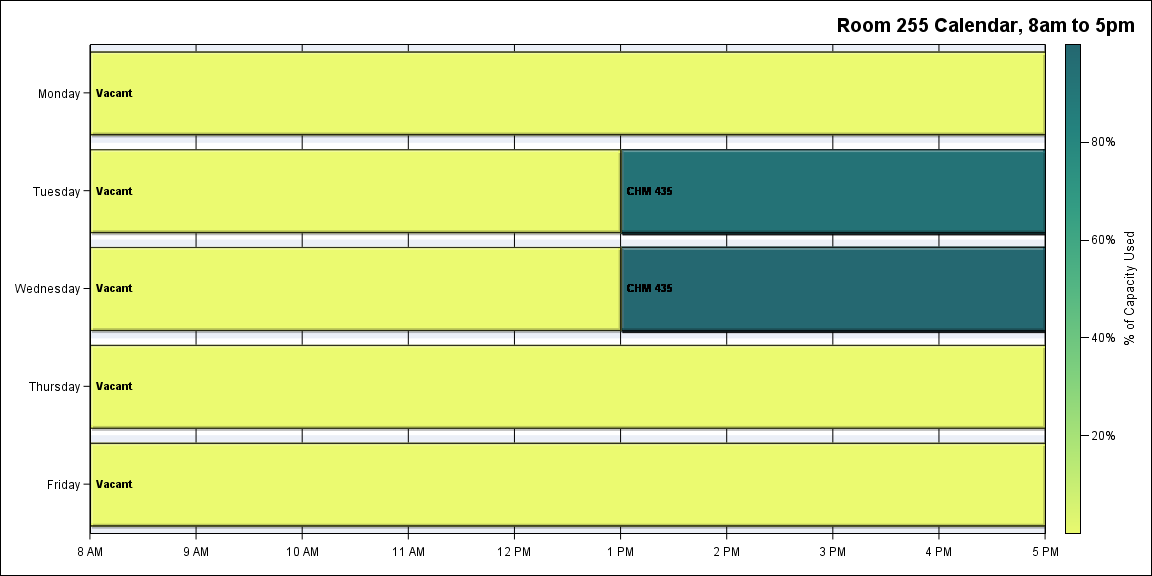 Room 255 Calendar, 8am to 5pm
Monday
Vacant
Tuesday
Vacant
CHM 435
Wednesday
Vacant
CHM 435
Thursday
Vacant
Friday
Vacant
8 AM
9 AM
10 AM
11 AM
12 PM
1 PM
2 PM
3 PM
4 PM
5 PM
80%
60%
40%
20%
% of Capacity Used